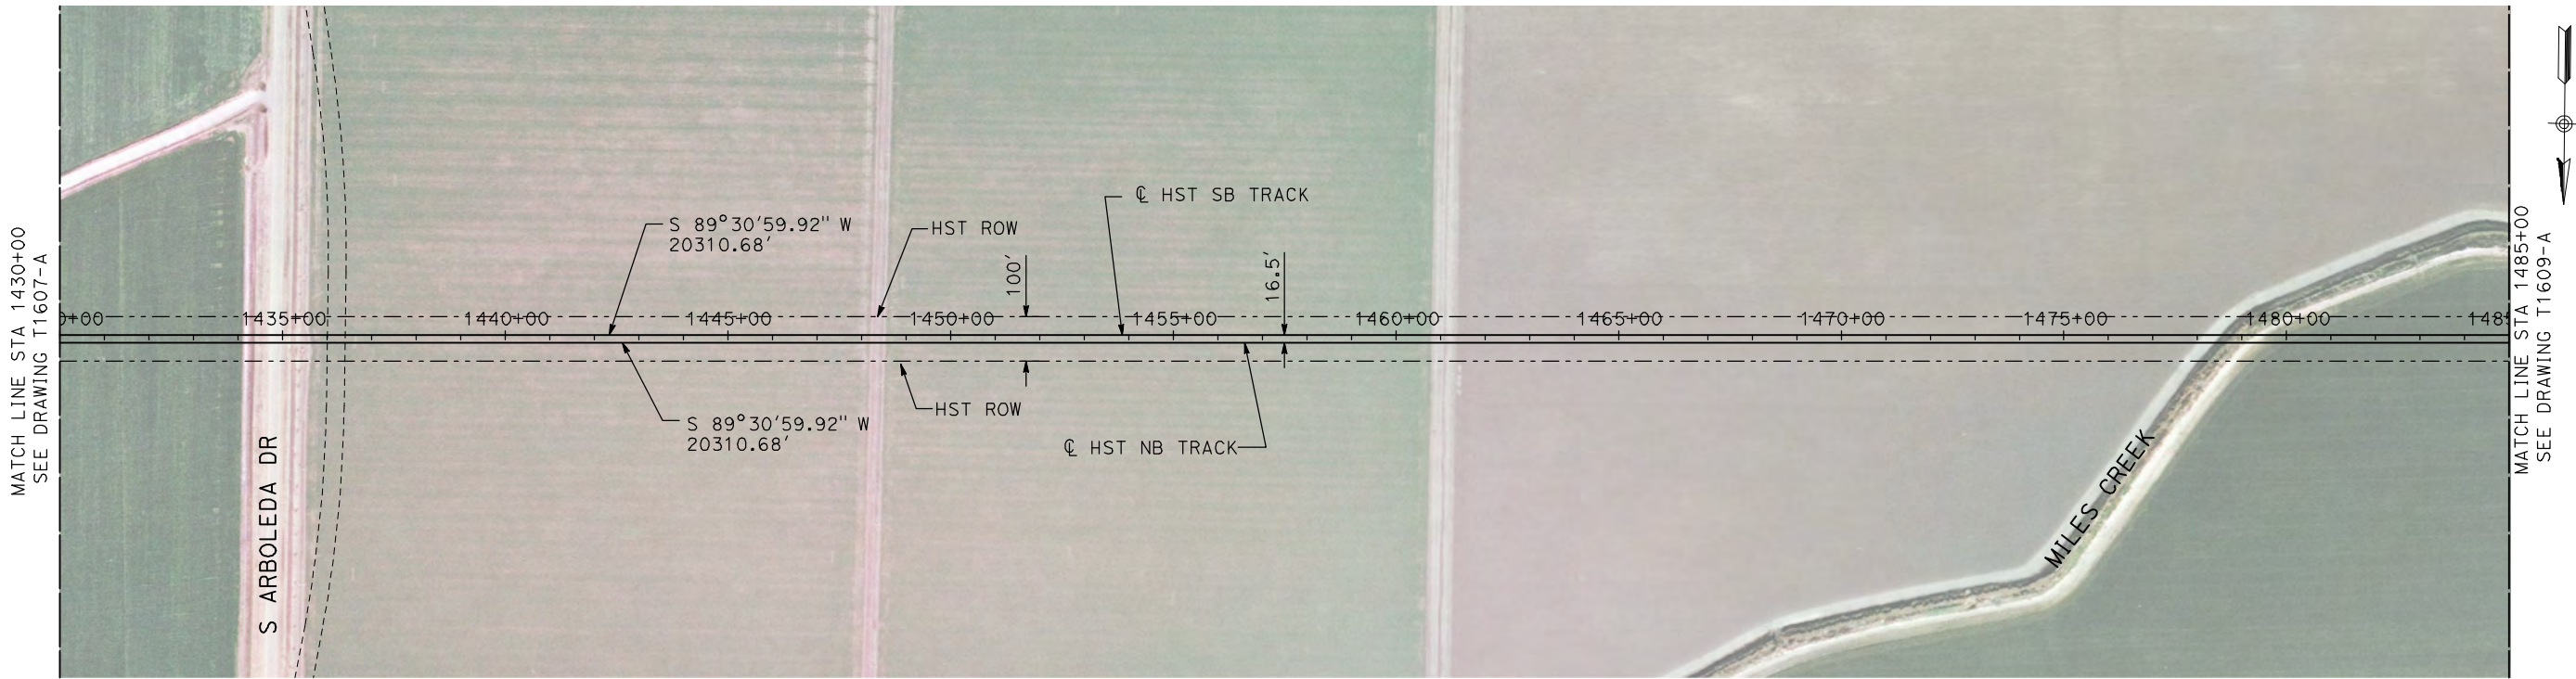 MATCH LINE STA 1430+00
SEE DRAWING T1607-A
S 89°30'59.92" W
20310.68'
HST ROW
100'
℄ HST SB TRACK
16.5'
0+00
1435+00
1440+00
1445+00
1450+00
1455+00
1460+00
1465+00
1470+00
1475+00
1480+00
148
S 89°30'59.92" W
20310.68'
HST ROW
℄ HST NB TRACK
S ARBOLEDA DR
MILES CREEK
MATCH LINE STA 1485+00
SEE DRAWING T1609-A